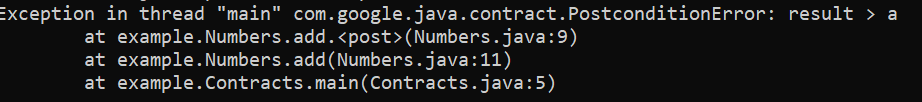 Exception in thread "main" com.google.java.contract.PostconditionError: result > a
at example.Numbers.add.<post>(Numbers.java:9)
at example.Numbers.add(Numbers.java:11)
at example.Contracts.main(Contracts.java:5)